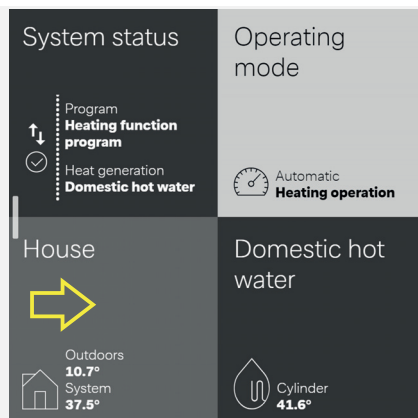 System status
Program
Heating function
program
Heat generation
Domestic hot water
Operating
mode
Automatic
Heating operation
House
Outdoors
10.7°
System
37.5°
Domestic hot
water
Cylinder
41.6°